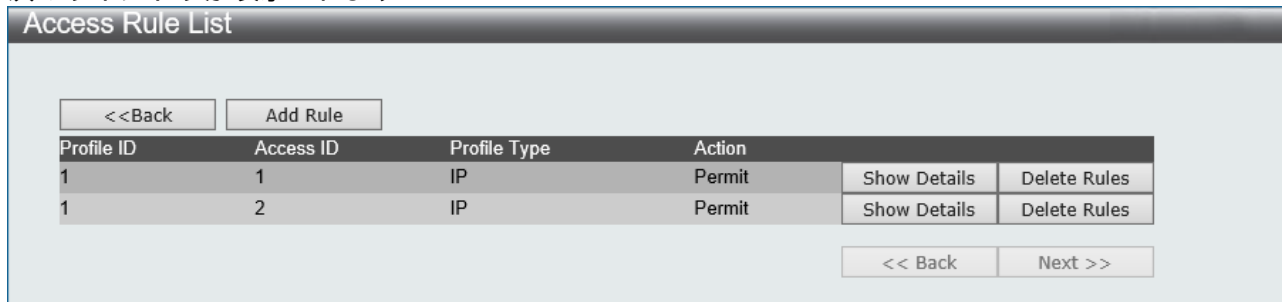 Access Rule List
<<Back Add Rule
Profile ID Access ID Profile Type Action
1 1 IP Permit Show Details Delete Rules
1 2 IP Permit Show Details Delete Rules
<< Back Next >>